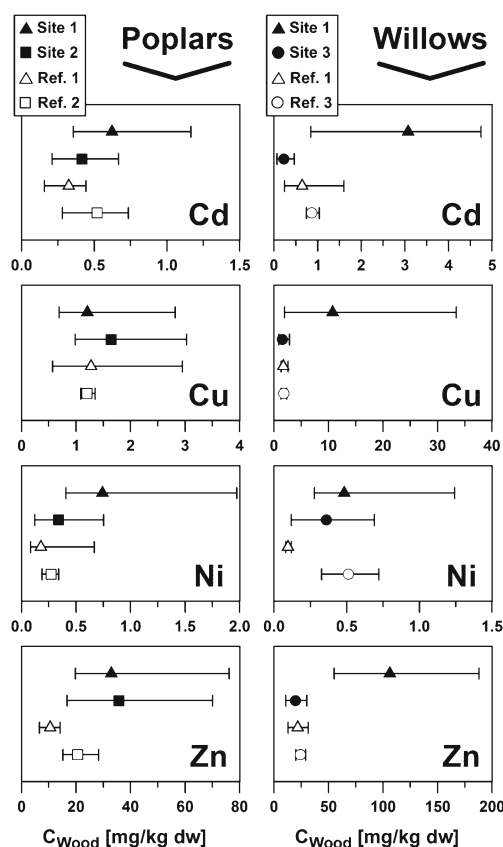 Site 1
Site 2
Ref. 1
Ref. 2
Poplars
Site 1
Site 3
Ref. 1
Ref. 3
Willows
Cd
0.0 0.5 1.0 1.5
Cd
0 1 2 3 4 5
Cu
0 1 2 3 4
Cu
0 10 20 30 40
Ni
0.0 0.5 1.0 1.5 2.0
Ni
0.0 0.5 1.0 1.5
Zn
0 20 40 60 80
Zn
0 50 100 150 200
CWood [mg/kg dw]
CWood [mg/kg dw]